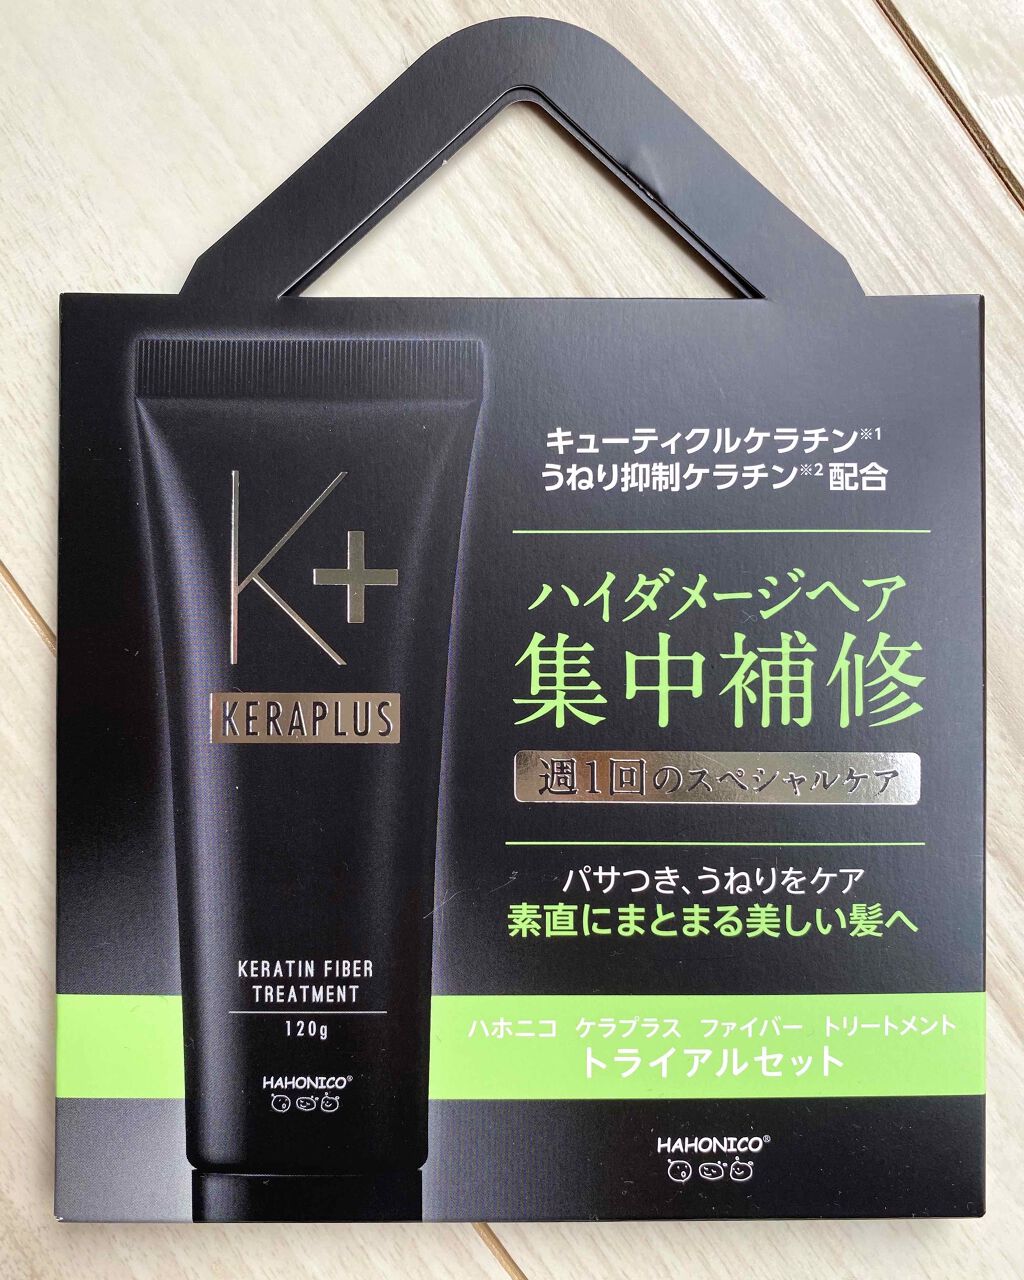 K+
KERAPLUS
KERATIN FIBER
TREATMENT
120g
HAHONICO®
キューティクルケラチン※1
うねり抑制ケラチン※2 配合
ハイダメージヘア
集中補修
週1回のスペシャルケア
パサつき、うねりをケア
素直にまとまる美しい髪へ
ハホニコ ケラプラス ファイバー トリートメント
トライアルセット
HAHONICO®